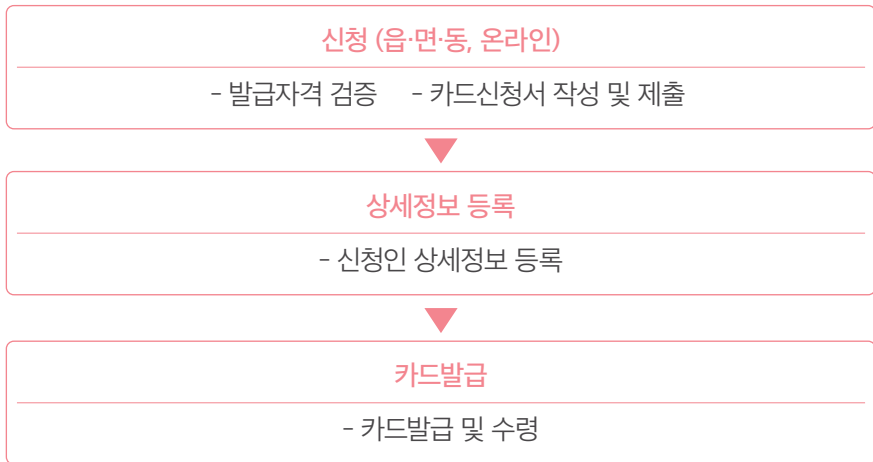 신청 (읍·면·동, 온라인)
- 발급자격 검증 - 카드신청서 작성 및 제출
상세정보 등록
- 신청인 상세정보 등록
카드발급
- 카드발급 및 수령